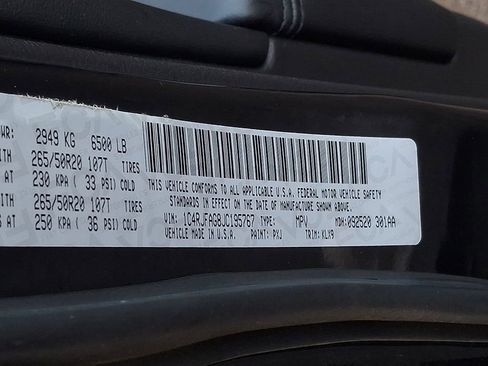 WR: 2949 KG 6500 LB
ITH 265/50R20 107T TIRES
AT 230 KPA ( 33 PSI) COLD
ITH 265/50R20 107T TIRES
AT 250 KPA ( 36 PSI) COLD
THIS VEHICLE CONFORMS TO ALL APPLICABLE U.S.A. FEDERAL MOTOR VEHICLE SAFETY
STANDARDS IN EFFECT ON THE DATE OF MANUFACTURE SHOWN ABOVE.
VIN: 1C4RJFAG8JC195767 TYPE: MPV MDH: 092520 301AA
VEHICLE MADE IN U.S.A. PAINT: PXJ TRIM: KLX9